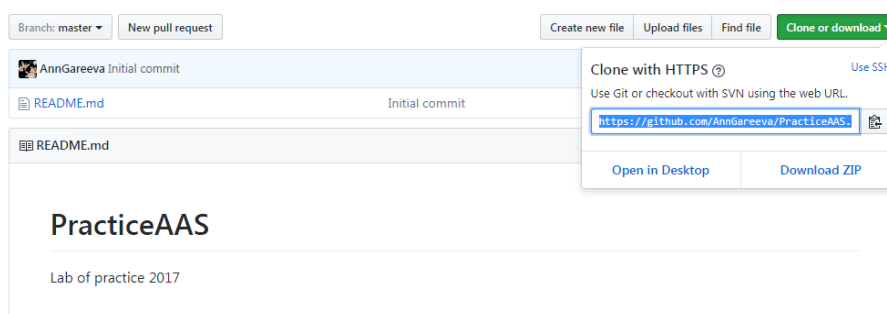 Branch: master New pull request Create new file Upload files Find file Clone or download
AnnGareeva Initial commit
README.md Initial commit
README.md
Clone with HTTPS ? Use SSH
Use Git or checkout with SVN using the web URL.
https://github.com/AnnGareeva/PracticeAAS.
Open in Desktop Download ZIP
PracticeAAS
Lab of practice 2017